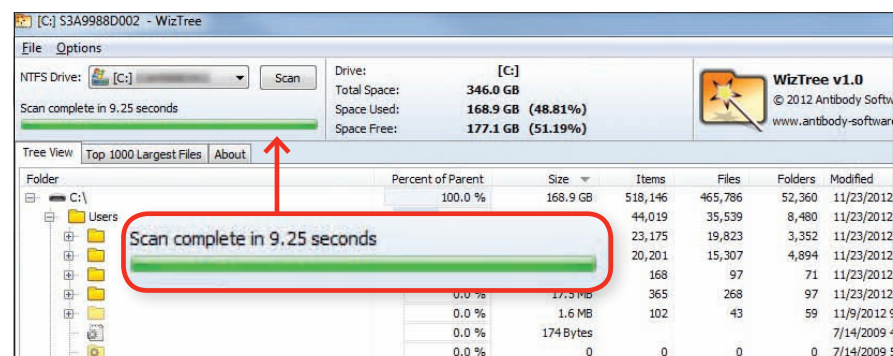 [C:] S3A9988D002 - WizTree
File Options
NTFS Drive: [C:] Scan
Scan complete in 9.25 seconds
Drive: [C:]
Total Space: 346.0 GB
Space Used: 168.9 GB (48.81%)
Space Free: 177.1 GB (51.19%)
WizTree v1.0
© 2012 Antibody Softw
www.antibody-software
Tree View Top 1000 Largest Files About
Folder Percent of Parent Size Items Files Folders Modified
C:\ 100.0 % 168.9 GB 518,146 465,786 52,360 11/23/2012
Users 44,019 35,539 8,480 11/23/2012
Scan complete in 9.25 seconds
23,175 19,823 3,352 11/23/2012
20,201 15,307 4,894 11/23/2012
168 97 71 11/23/2012
0.0 % 17.5 MB 365 268 97 11/23/2012
0.0 % 1.6 MB 102 43 59 11/9/2012 9
0.0 % 174 Bytes 7/14/2009 4
0.0 % 0 0 0 0 7/14/2009 5